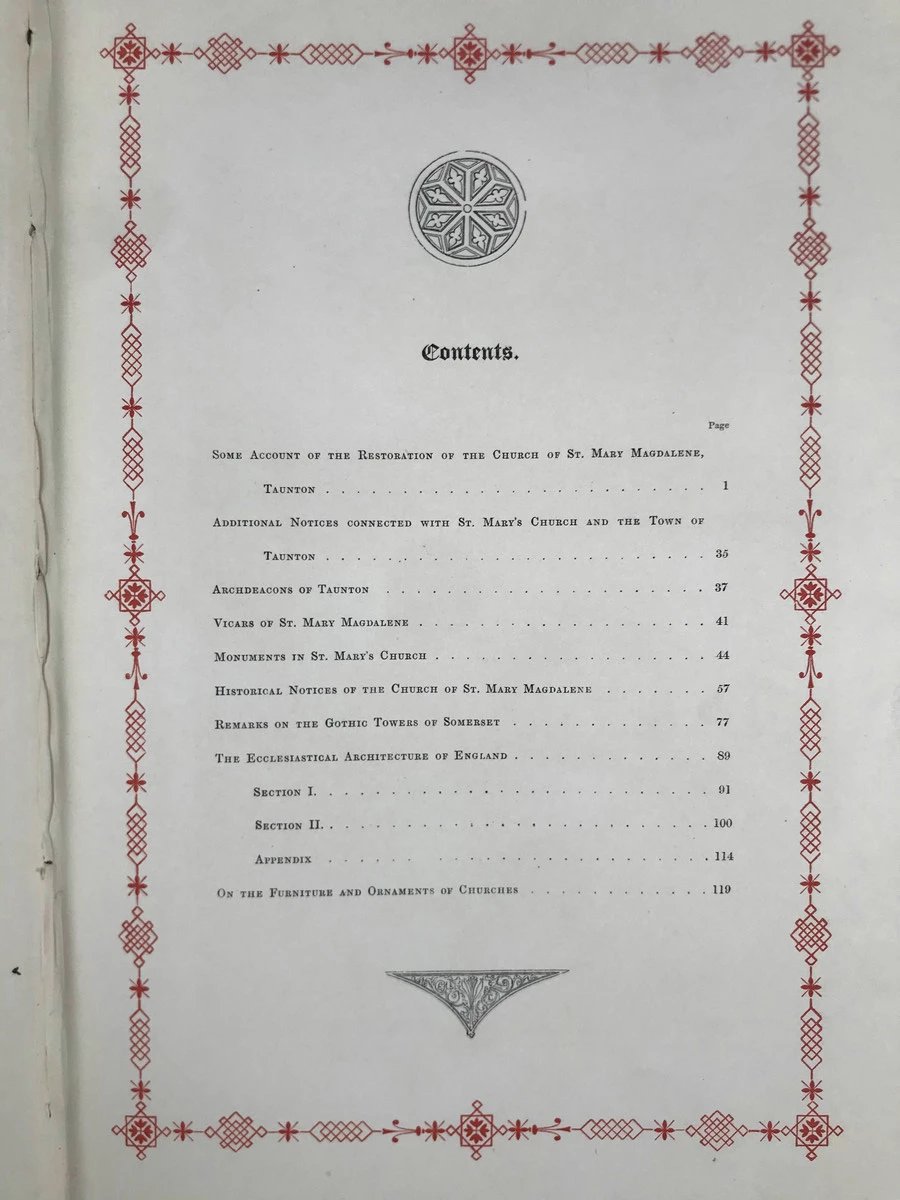 Contents.
Page
Some Account of the Restoration of the Church of St. Mary Magdalene,
Taunton . . . . . . . . . . . . . . . . . . . . . . . . . 1
Additional Notices connected with St. Mary's Church and the Town of
Taunton . . . . . . . . . . . . . . . . . . . . . . . . . 35
Archdeacons of Taunton . . . . . . . . . . . . . . . . . . . . . 37
Vicars of St. Mary Magdalene . . . . . . . . . . . . . . . . . . . 41
Monuments in St. Mary's Church . . . . . . . . . . . . . . . . . . 44
Historical Notices of the Church of St. Mary Magdalene . . . . . . . 57
Remarks on the Gothic Towers of Somerset . . . . . . . . . . . . . 77
The Ecclesiastical Architecture of England . . . . . . . . . . . . . 89
Section I. . . . . . . . . . . . . . . . . . . . . . . . . . 91
Section II. . . . . . . . . . . . . . . . . . . . . . . . . . 100
Appendix . . . . . . . . . . . . . . . . . . . . . . . . . 114
On the Furniture and Ornaments of Churches . . . . . . . . . . . . 119